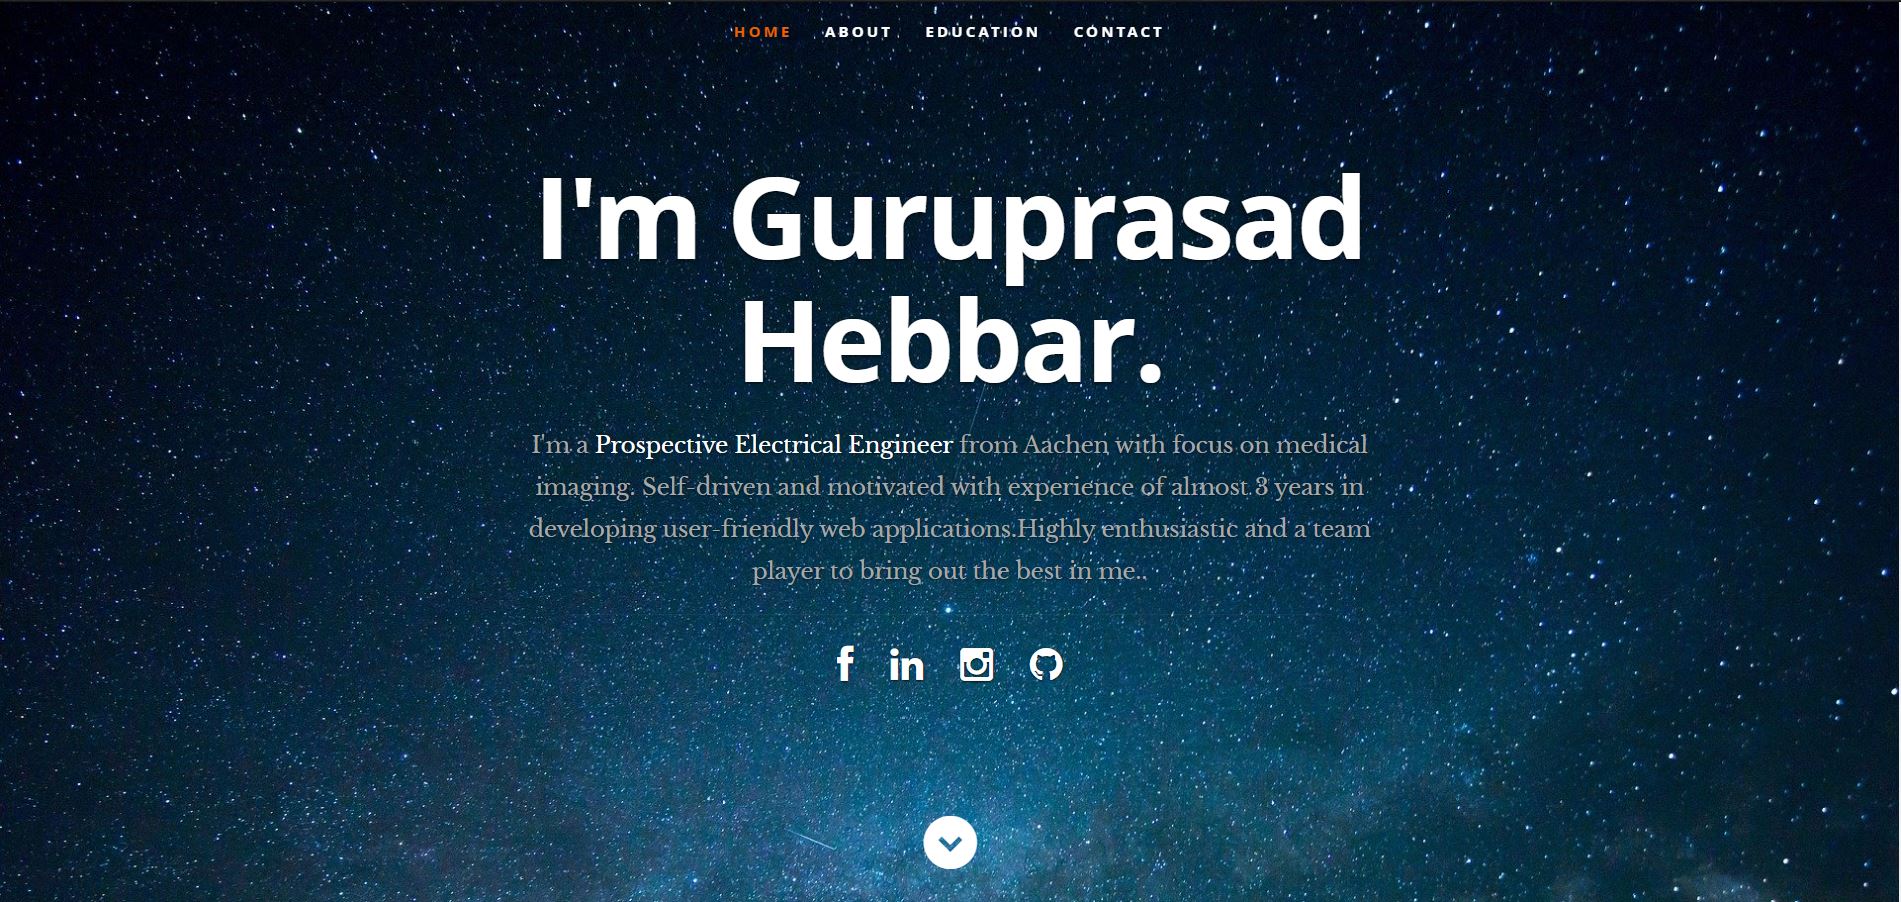 HOME ABOUT EDUCATION CONTACT
I'm Guruprasad
Hebbar.
I'm a Prospective Electrical Engineer from Aachen with focus on medical
imaging. Self-driven and motivated with experience of almost 3 years in
developing user-friendly web applications.Highly enthusiastic and a team
player to bring out the best in me..